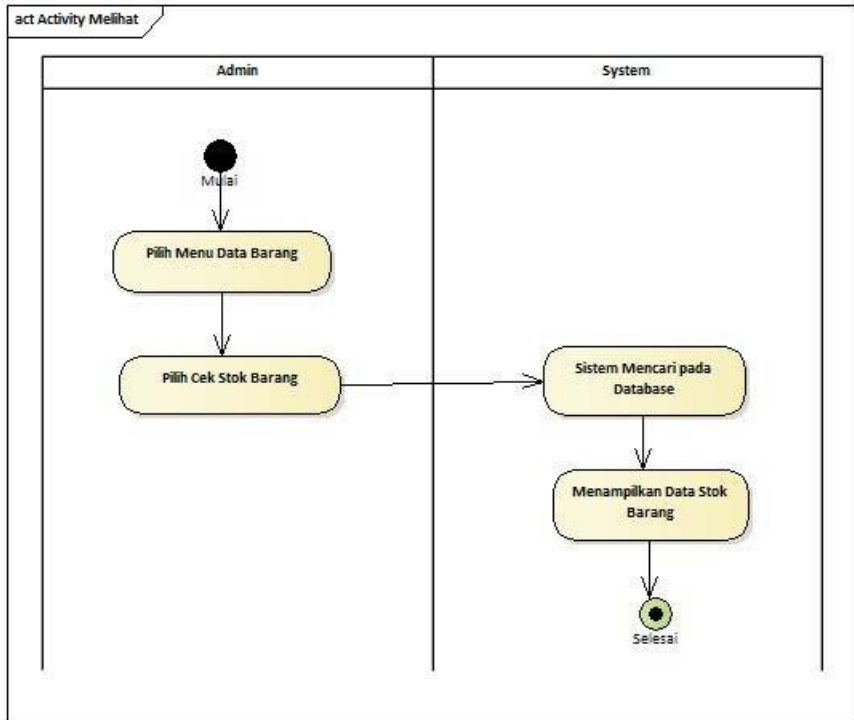 act Activity Melihat
Admin
System
Mulai
Pilih Menu Data Barang
Pilih Cek Stok Barang
Sistem Mencari pada
Database
Menampilkan Data Stok
Barang
Selesai